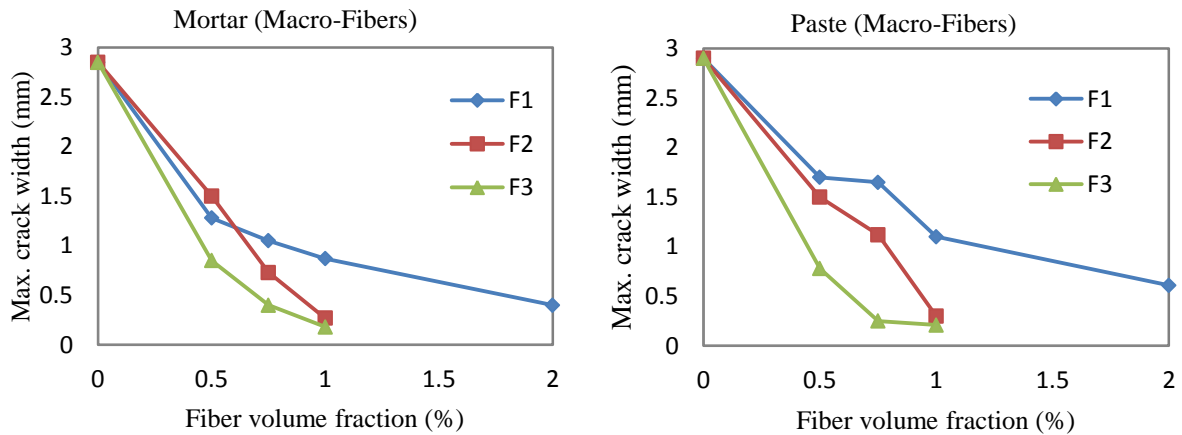 Mortar (Macro-Fibers)
Max. crack width (mm)
3
2.5
2
1.5
1
0.5
0
0 0.5 1 1.5 2
Fiber volume fraction (%)
F1
F2
F3
Paste (Macro-Fibers)
Max. crack width (mm)
3
2.5
2
1.5
1
0.5
0
0 0.5 1 1.5 2
Fiber volume fraction (%)
F1
F2
F3